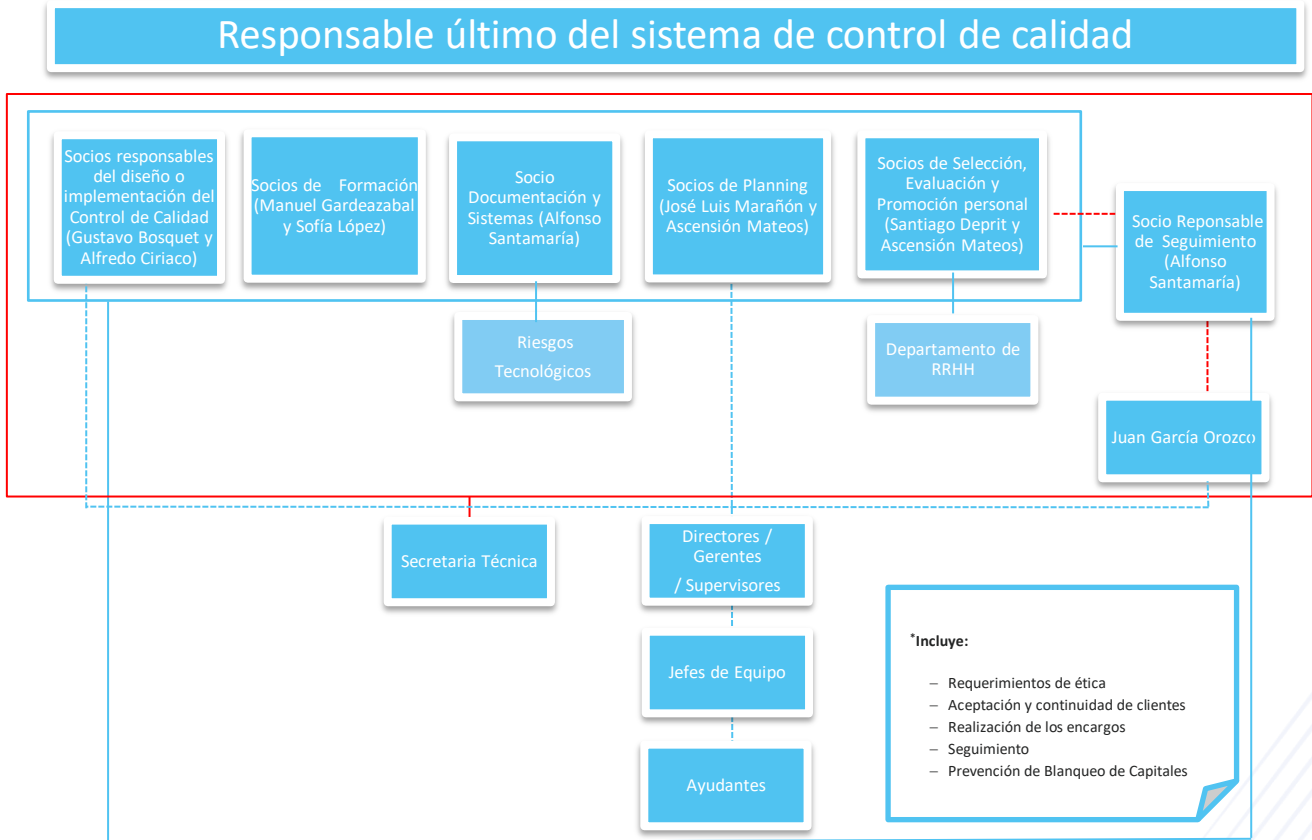 Responsable último del sistema de control de calidad
Socios responsables
del diseño o
implementación del
Control de Calidad
(Gustavo Bosquet y
Alfredo Ciriaco)
Socios de Formación
(Manuel Gardeazabal
y Sofía López)
Socio
Documentación y
Sistemas (Alfonso
Santamaría)
Socios de Planning
(José Luis Marañón y
Ascensión Mateos)
Socios de Selección,
Evaluación y
Promoción personal
(Santiago Deprit y
Ascensión Mateos)
Socio Reponsable
de Seguimiento
(Alfonso
Santamaría)
Riesgos
Tecnológicos
Departamento de
RRHH
Juan García Orozco
Secretaria Técnica
Directores /
Gerentes
/ Supervisores
Jefes de Equipo
Ayudantes
*Incluye:
– Requerimientos de ética
– Aceptación y continuidad de clientes
– Realización de los encargos
– Seguimiento
– Prevención de Blanqueo de Capitales